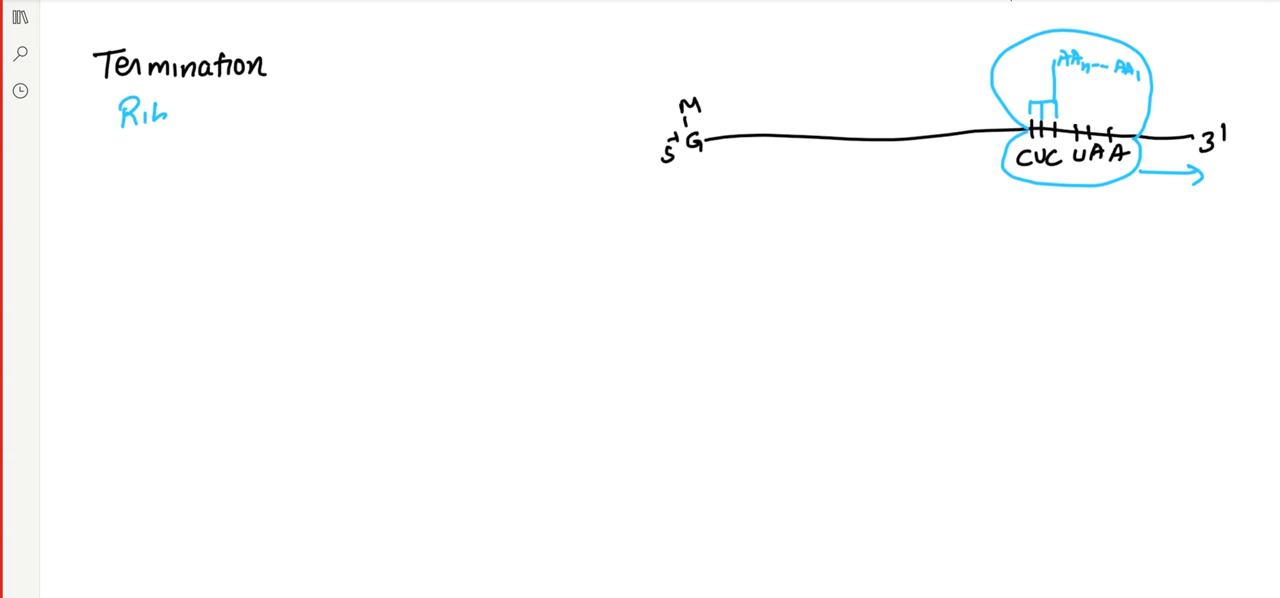 Termination
Rib
M
5' G
AAn-- AA1
CUC UAA
3'